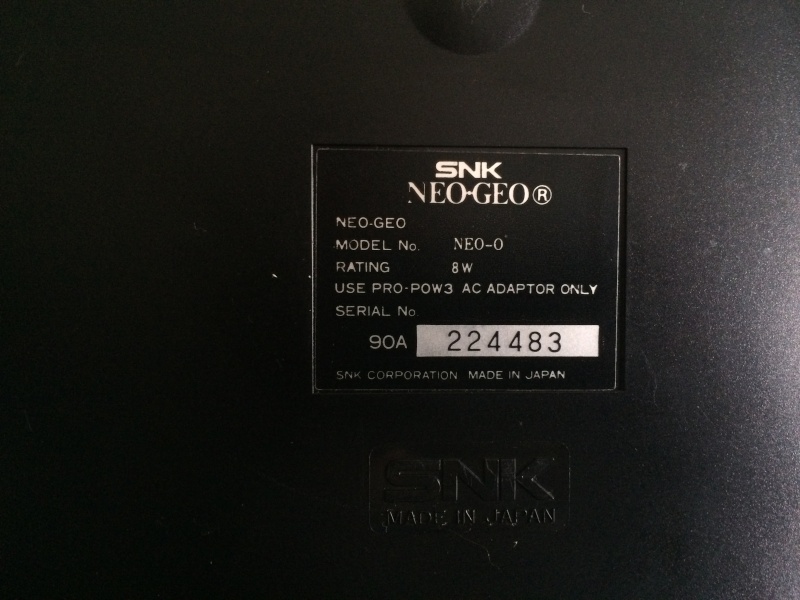 SNK
NEO·GEO®
NEO-GEO
MODEL No. NEO-0
RATING 8W
USE PRO-POW3 AC ADAPTOR ONLY
SERIAL No.
90A 224483
SNK CORPORATION MADE IN JAPAN
SNK
MADE IN JAPAN